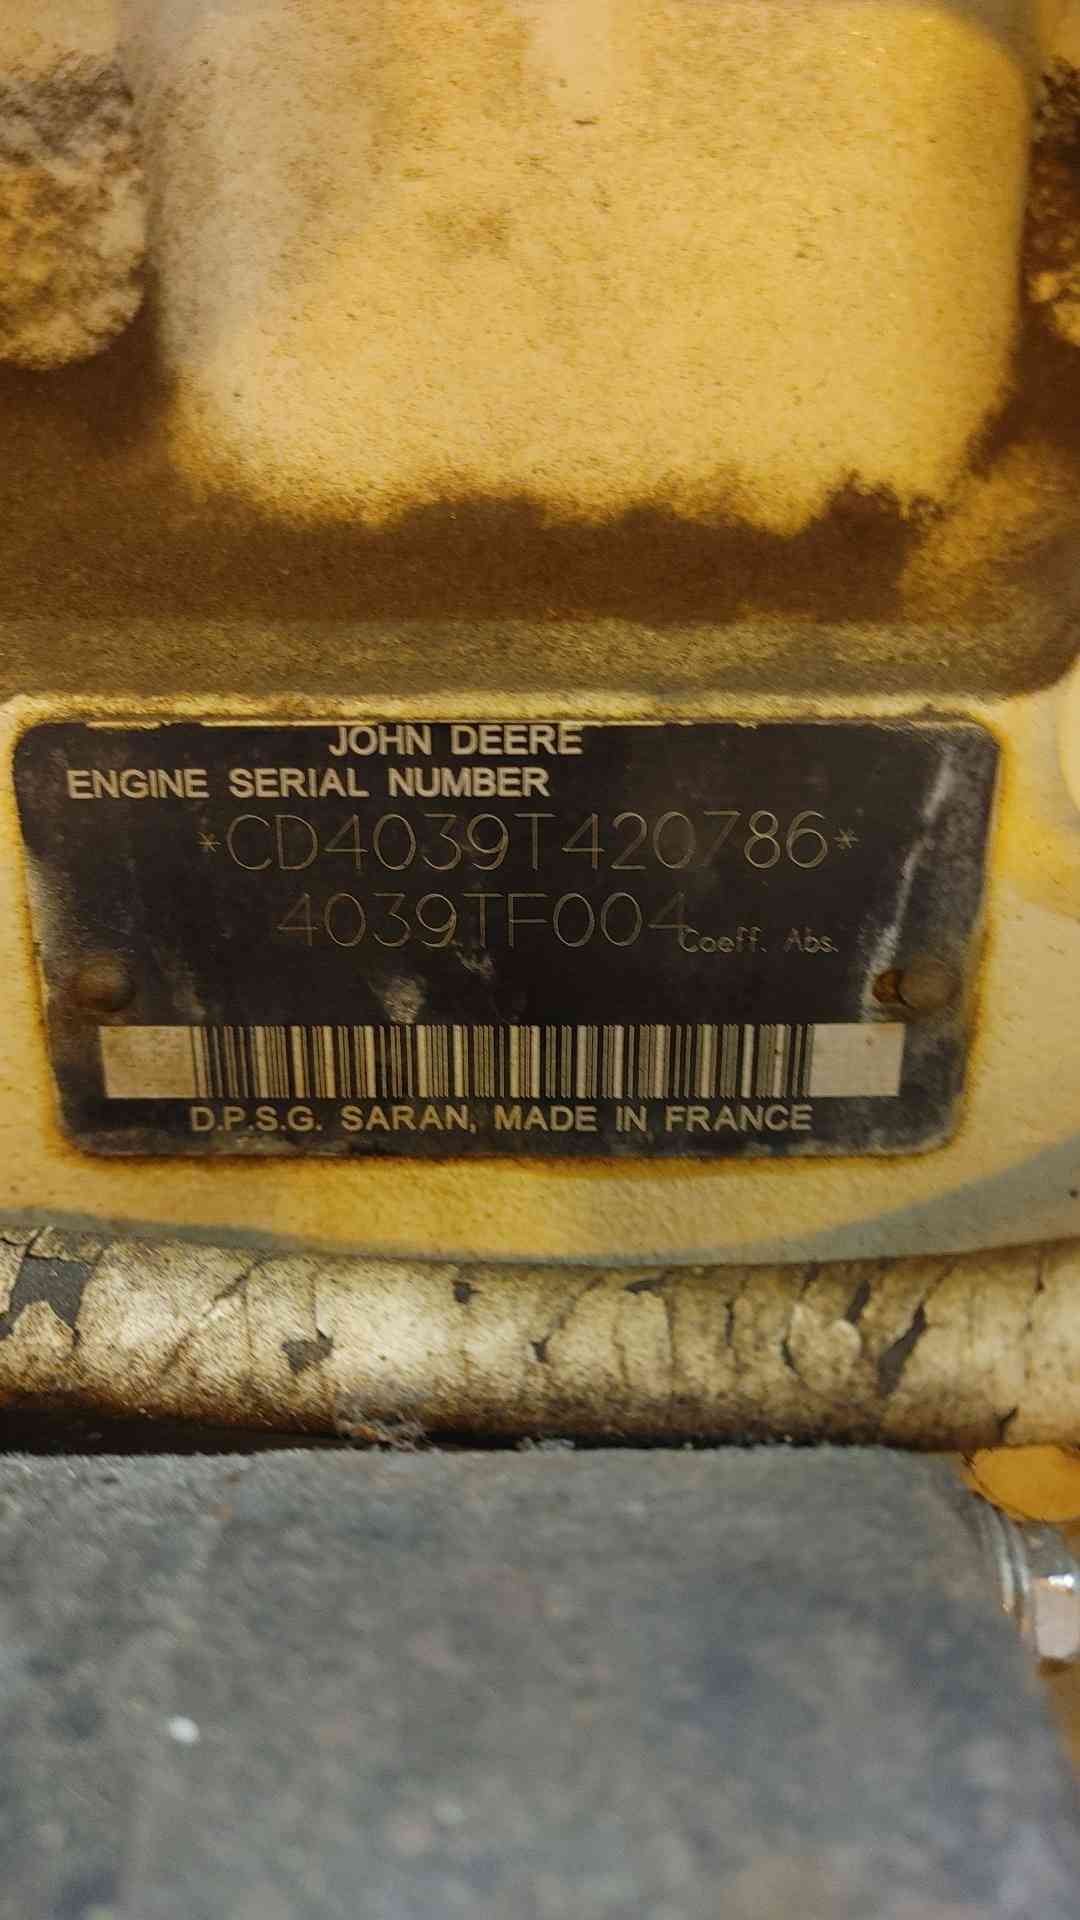 JOHN DEERE
ENGINE SERIAL NUMBER
*CD4039T420786*
4039TF004 Coeff. Abs.
D.P.S.G. SARAN, MADE IN FRANCE